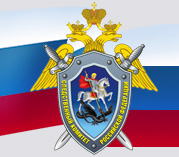 СЛЕДСТВЕННЫЙ КОМИТЕТ
РОССИЙСКОЙ ФЕДЕРАЦИИ